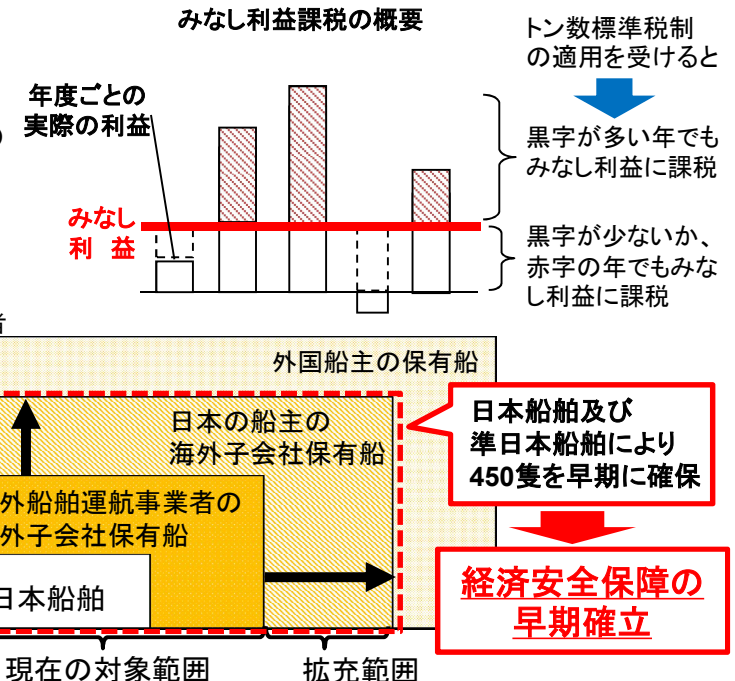 みなし利益課税の概要
トン数標準税制
の適用を受けると
年度ごとの
実際の利益
黒字が多い年でも
みなし利益に課税
みなし
利 益
黒字が少ないか、
赤字の年でもみな
し利益に課税
外国船主の保有船
日本の船主の
海外子会社保有船
日本船舶及び
準日本船舶により
450隻を早期に確保
外船舶運航事業者の
外子会社保有船
日本船舶
経済安全保障の
早期確立
現在の対象範囲
拡充範囲